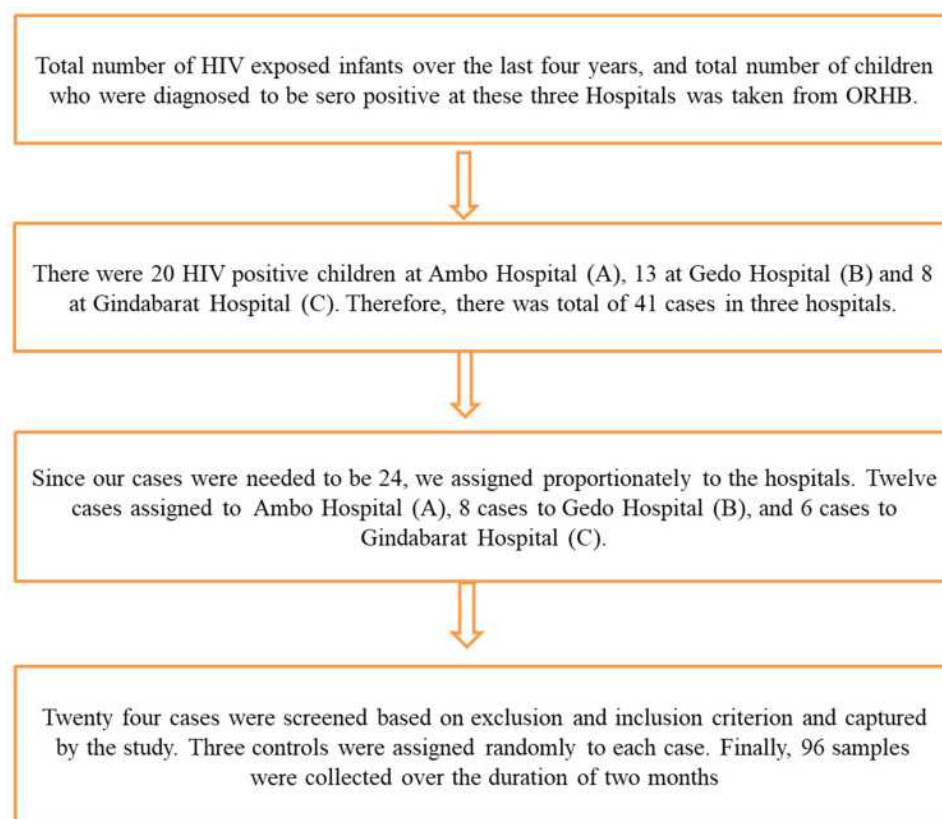 Total number of HIV exposed infants over the last four years, and total number of children
who were diagnosed to be sero positive at these three Hospitals was taken from ORHB.
There were 20 HIV positive children at Ambo Hospital (A), 13 at Gedo Hospital (B) and 8
at Gindabarat Hospital (C). Therefore, there was total of 41 cases in three hospitals.
Since our cases were needed to be 24, we assigned proportionately to the hospitals. Twelve
cases assigned to Ambo Hospital (A), 8 cases to Gedo Hospital (B), and 6 cases to
Gindabarat Hospital (C).
Twenty four cases were screened based on exclusion and inclusion criterion and captured
by the study. Three controls were assigned randomly to each case. Finally, 96 samples
were collected over the duration of two months